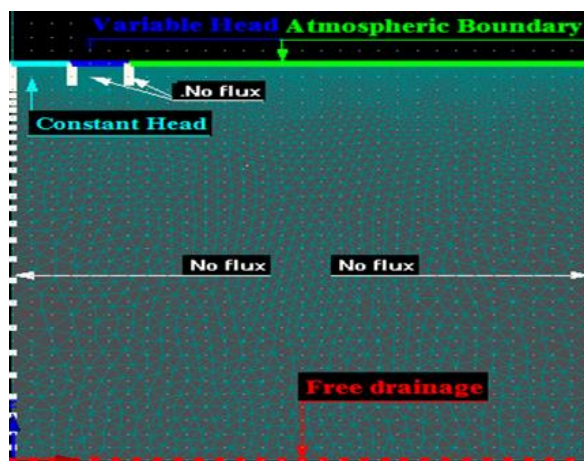 Variable Head Atmospheric Boundary
.No flux
Constant Head
No flux No flux
Free drainage